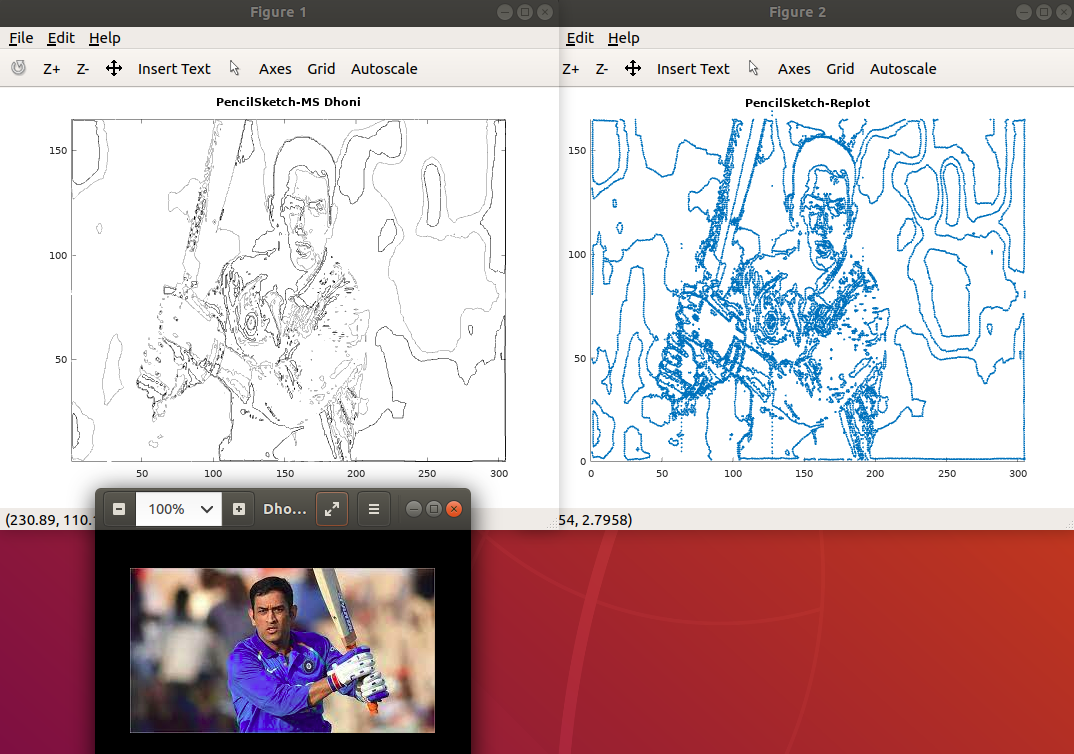 Figure 1
File Edit Help
Z+ Z- Insert Text Axes Grid Autoscale
PencilSketch-MS Dhoni
150
100
50
50 100 150 200 250 300
(230.89, 110.
Figure 2
Edit Help
Z+ Z- Insert Text Axes Grid Autoscale
PencilSketch-Replot
150
100
50
0
0 50 100 150 200 250 300
54, 2.7958)
100% Dho...